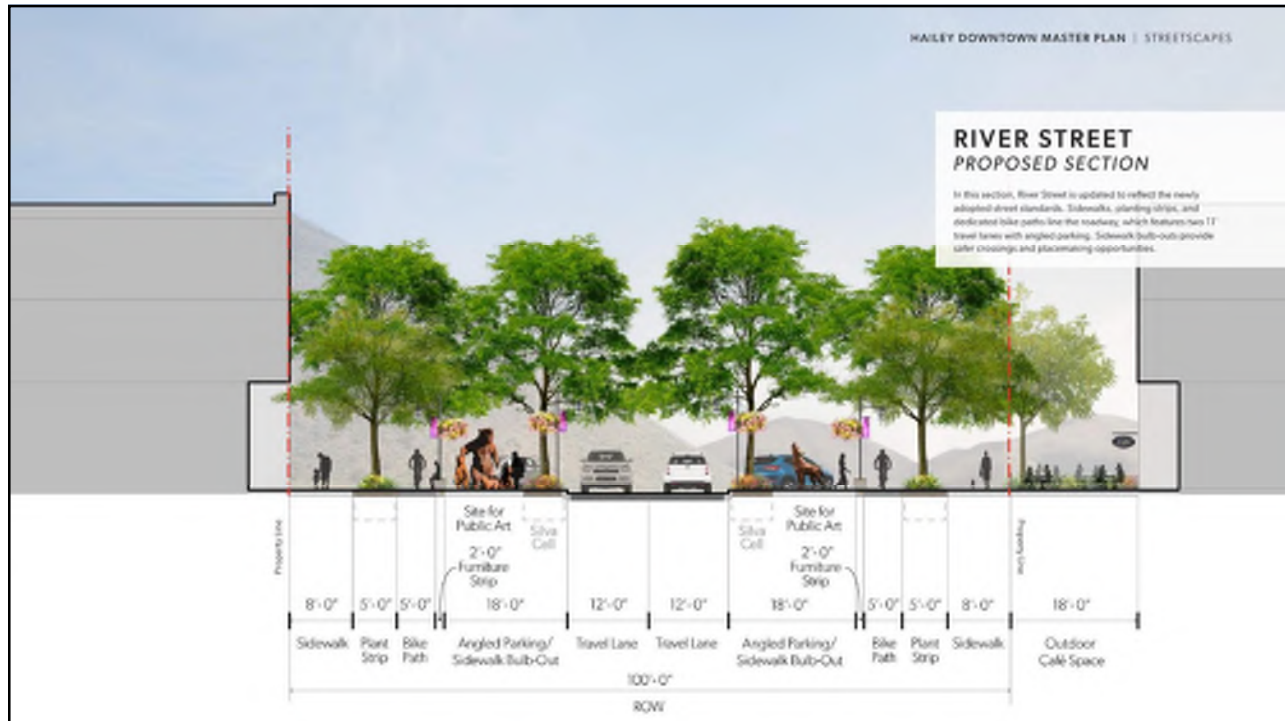 HAILEY DOWNTOWN MASTER PLAN | STREETSCAPES
RIVER STREET
PROPOSED SECTION
In this section, River Street is updated to reflect the newly
adopted street standards. Sidewalks, planting strips, and
dedicated bike paths line the roadway, which features two 11'
travel lanes with angled parking. Sidewalk bulb-outs provide
safer crossings and placemaking opportunities.
Property Line
Site for
Public Art
Silva
Cell
2'-0"
Furniture
Strip
Silva
Cell
Site for
Public Art
2'-0"
Furniture
Strip
Property Line
8'-0" 5'-0" 5'-0" 18'-0" 12'-0" 12'-0" 18'-0" 5'-0" 5'-0" 8'-0" 18'-0"
Sidewalk Plant Strip Bike Path Angled Parking/ Sidewalk Bulb-Out Travel Lane Travel Lane Angled Parking/ Sidewalk Bulb-Out Bike Path Plant Strip Sidewalk Outdoor Café Space
100'-0"
ROW